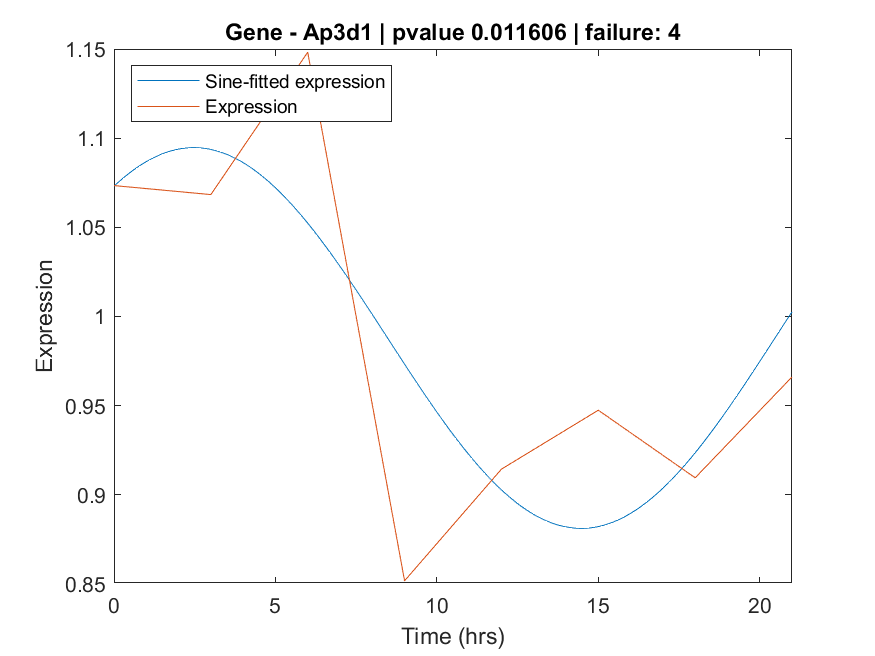 Gene - Ap3d1 | pvalue 0.011606 | failure: 4
1.15
Sine-fitted expression
Expression
1.1
1.05
1
0.95
0.9
0.85
Expression
0 5 10 15 20
Time (hrs)